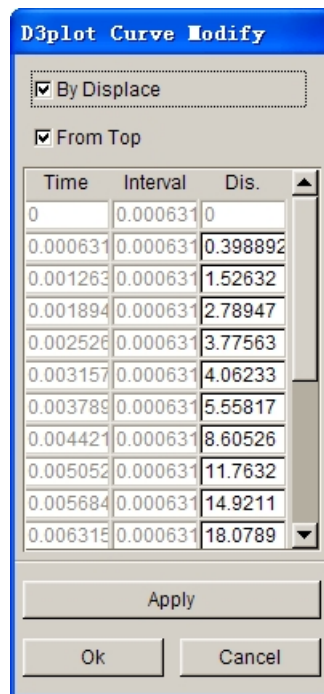 D3plot Curve Modify
By Displace
From Top
Time Interval Dis.
0 0.000631 0
0.000631 0.000631 0.398892
0.001263 0.000631 1.52632
0.001894 0.000631 2.78947
0.002526 0.000631 3.77563
0.003157 0.000631 4.06233
0.003789 0.000631 5.55817
0.004421 0.000631 8.60526
0.005052 0.000631 11.7632
0.005684 0.000631 14.9211
0.006315 0.000631 18.0789
Apply
Ok Cancel